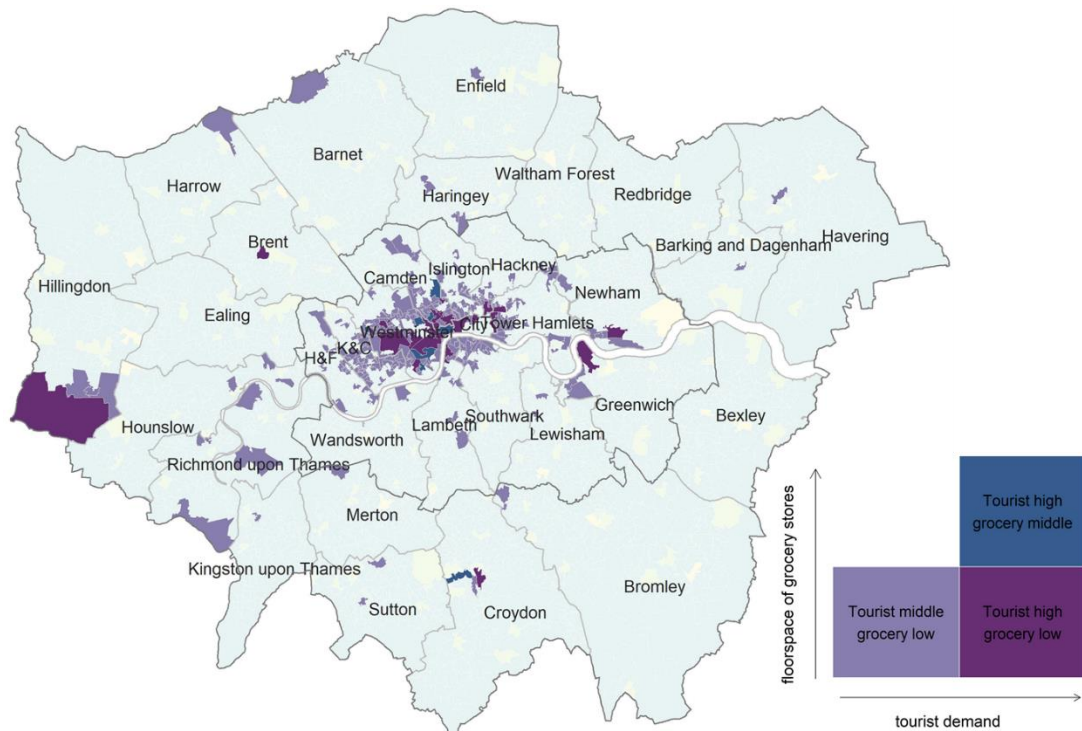 Enfield
Barnet
Harrow
Haringey
Waltham Forest
Redbridge
Brent
Barking and Dagenham
Havering
Hillingdon
Camden
Islington
Hackney
Newham
Ealing
Westminster
City
Tower Hamlets
H&F
K&C
Hounslow
Wandsworth
Lambeth
Southwark
Lewisham
Greenwich
Bexley
Richmond upon Thames
Merton
Kingston upon Thames
Sutton
Croydon
Bromley
floorspace of grocery stores
Tourist high
grocery middle
Tourist middle
grocery low
Tourist high
grocery low
tourist demand